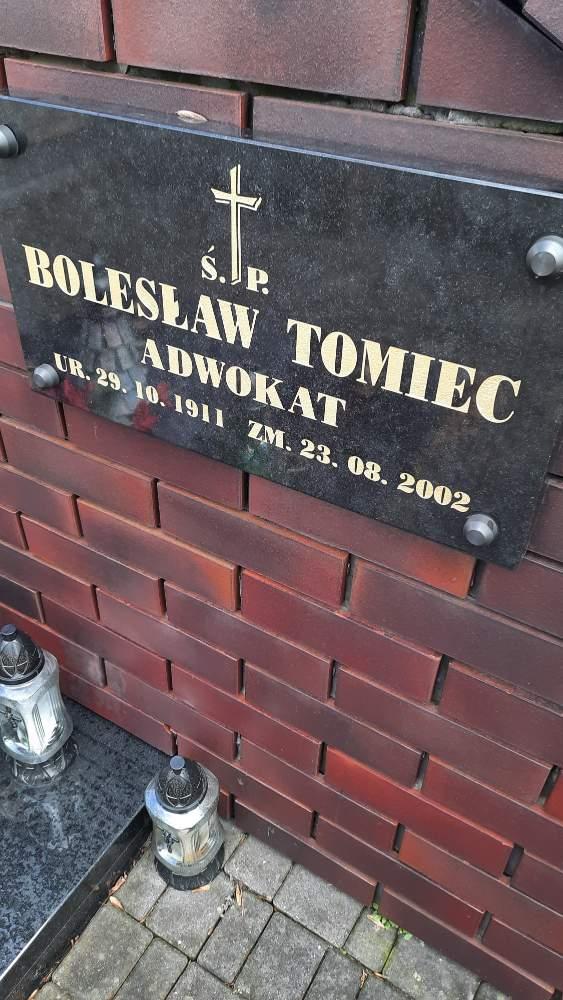 Ś. P.
BOLESŁAW TOMIEC
ADWOKAT
UR. 29. 10. 1911 ZM. 23. 08. 2002